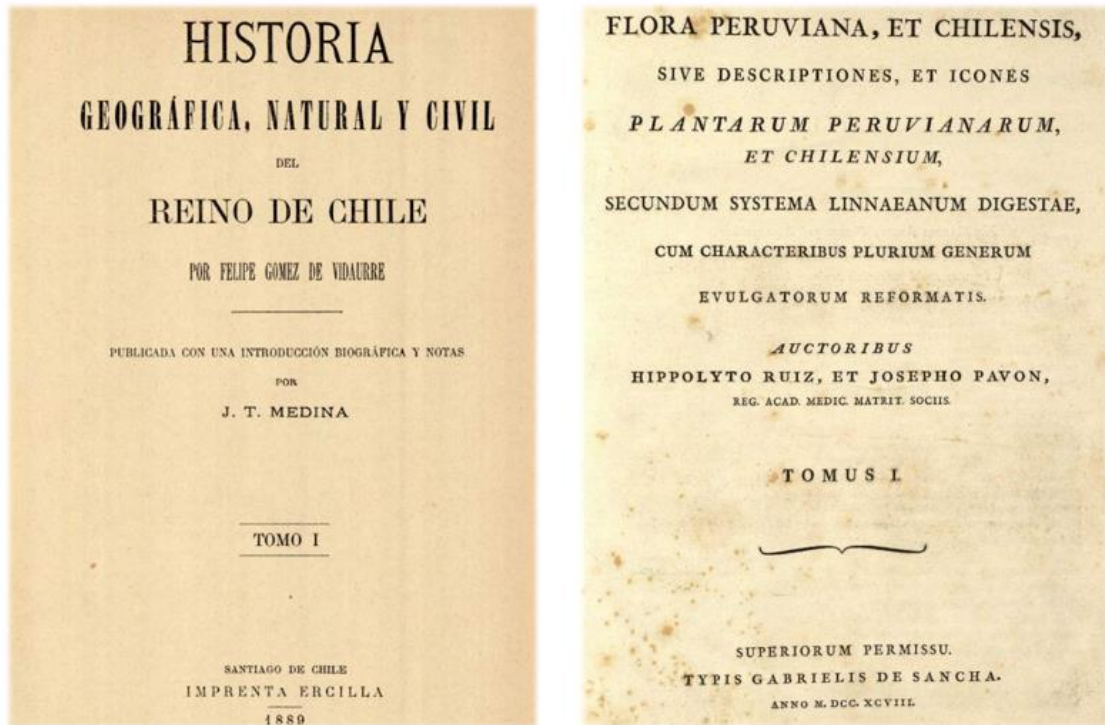 HISTORIA
GEOGRÁFICA, NATURAL Y CIVIL
DEL
REINO DE CHILE
POR FELIPE GOMEZ DE VIDAURRE
PUBLICADA CON UNA INTRODUCCIÓN BIOGRÁFICA Y NOTAS
POR
J. T. MEDINA
TOMO I
SANTIAGO DE CHILE
IMPRENTA ERCILLA
1889
FLORA PERUVIANA, ET CHILENSIS,
SIVE DESCRIPTIONES, ET ICONES
PLANTARUM PERUVIANARUM,
ET CHILENSIUM,
SECUNDUM SYSTEMA LINNAEANUM DIGESTAE,
CUM CHARACTERIBUS PLURIUM GENERUM
EVULGATORUM REFORMATIS.
AUCTORIBUS
HIPPOLYTO RUIZ, ET JOSEPHO PAVON,
REG. ACAD. MEDIC. MATRIT. SOCIIS.
TOMUS I.
SUPERIORUM PERMISSU.
TYPIS GABRIELIS DE SANCHA.
ANNO M. DCC. XCVIII.